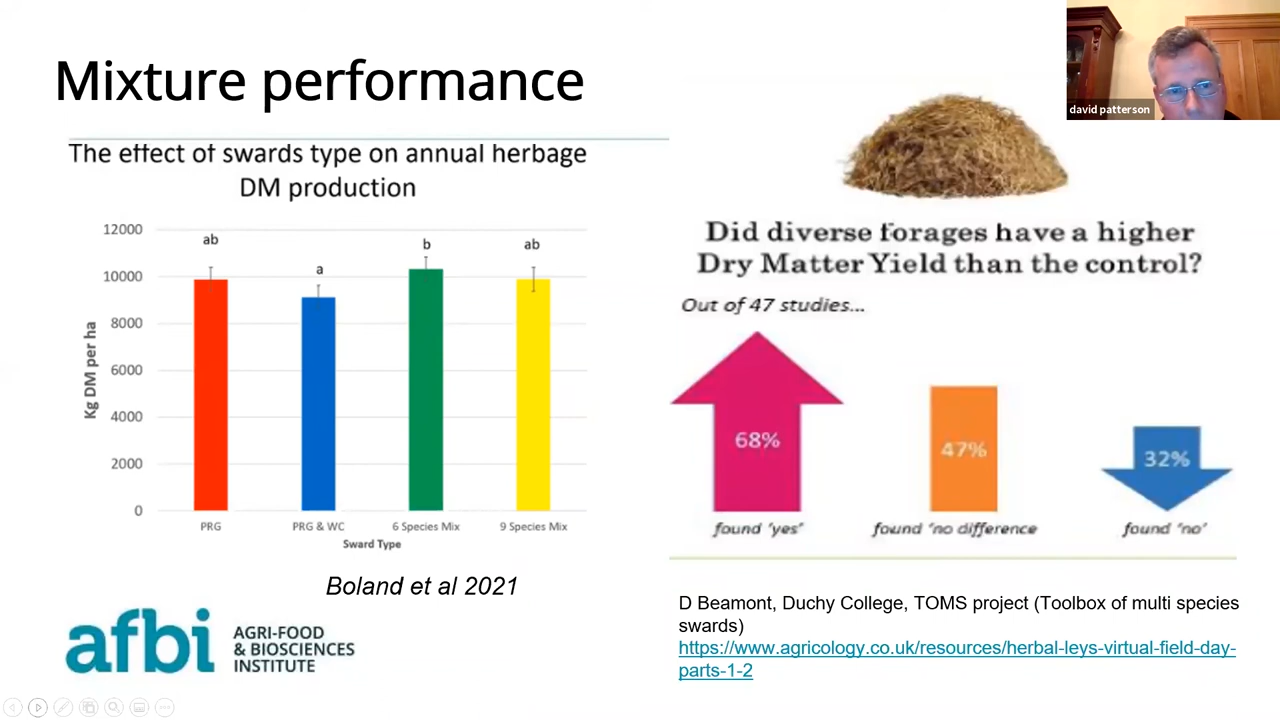 Mixture performance
david patterson
The effect of swards type on annual herbage
DM production
12000
10000
8000
6000
4000
2000
0
Kg DM per ha
ab
a
b
ab
PRG
PRG & WC
6 Species Mix
9 Species Mix
Sward Type
Boland et al 2021
afbi
AGRI-FOOD
& BIOSCIENCES
INSTITUTE
Did diverse forages have a higher
Dry Matter Yield than the control?
Out of 47 studies...
68%
47%
32%
found 'yes'
found 'no difference
found 'no'
D Beamont, Duchy College, TOMS project (Toolbox of multi species
swards)
https://www.agricology.co.uk/resources/herbal-leys-virtual-field-day-
parts-1-2